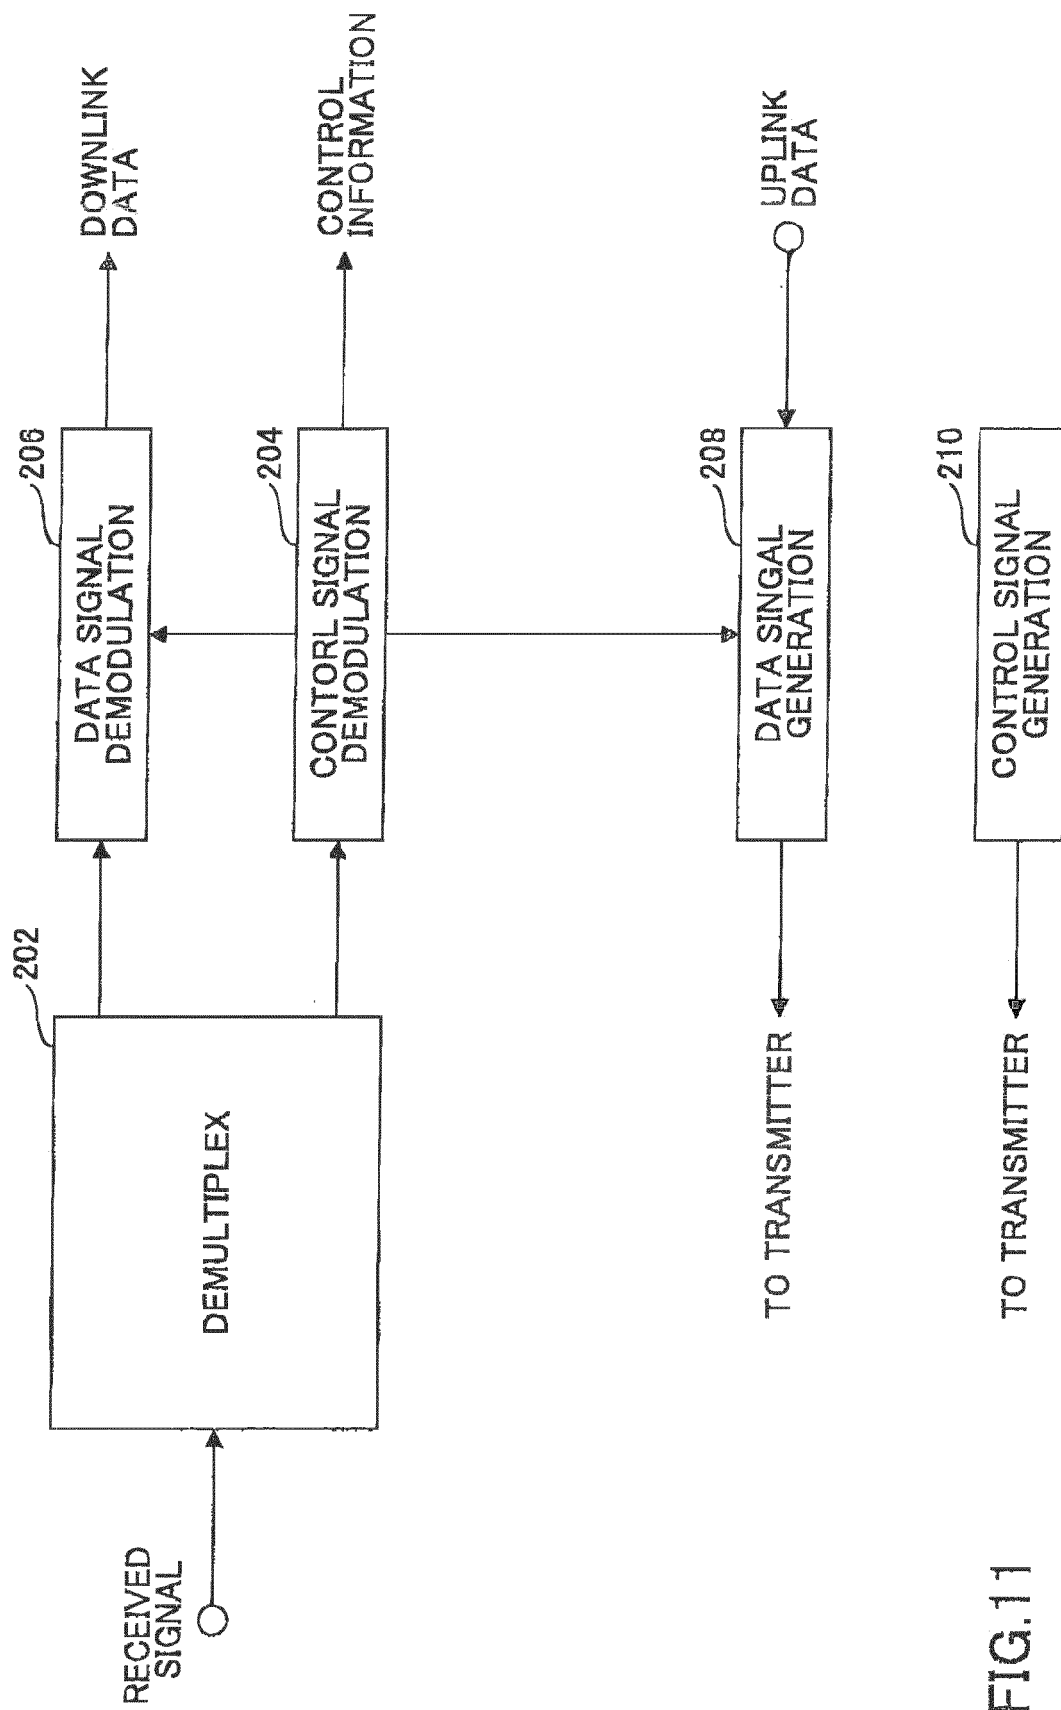 RECEIVED
SIGNAL
202
DEMULTIPLEX
206
DATA SIGNAL
DEMODULATION
DOWNLINK
DATA
204
CONTORL SIGNAL
DEMODULATION
CONTROL
INFORMATION
TO TRANSMITTER
208
DATA SINGAL
GENERATION
UPLINK
DATA
TO TRANSMITTER
210
CONTROL SIGNAL
GENERATION
FIG.11